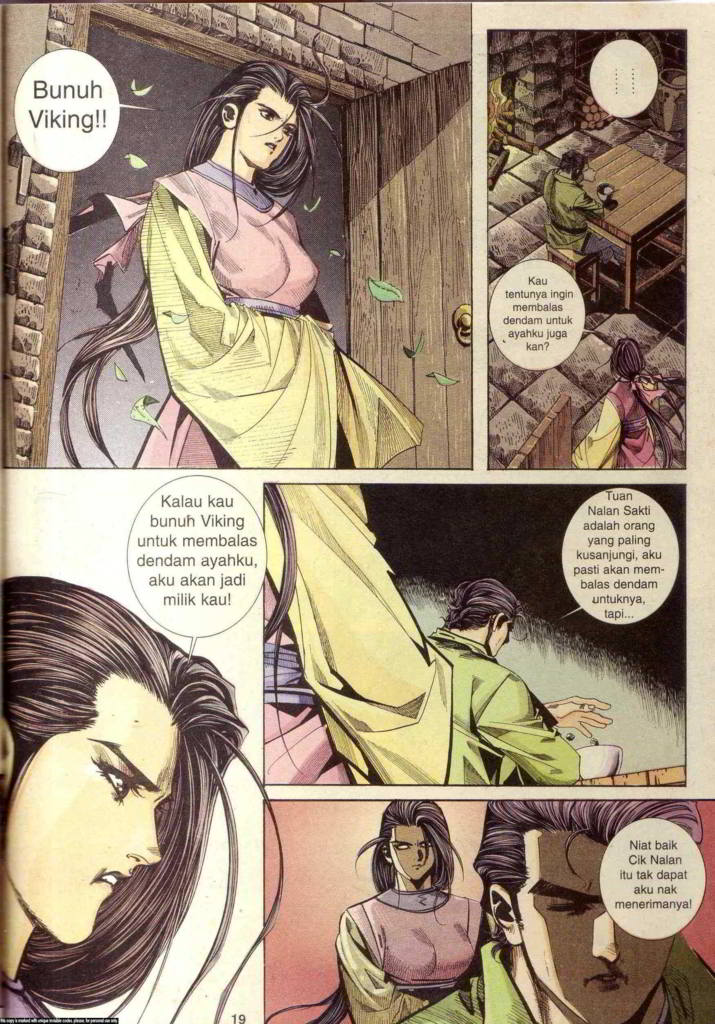 Bunuh
Viking!!
Kau
tentunya ingin
membalas
dendam untuk
ayahku juga
kan?
Kalau kau
bunuh Viking
untuk membalas
dendam ayahku,
aku akan jadi
milik kau!
Tuan
Nalan Sakti
adalah orang
yang paling
kusanjungi, aku
pasti akan mem-
balas dendam
untuknya,
tapi...
Niat baik
Cik Nalan
itu tak dapat
aku nak
menerimanya!
19